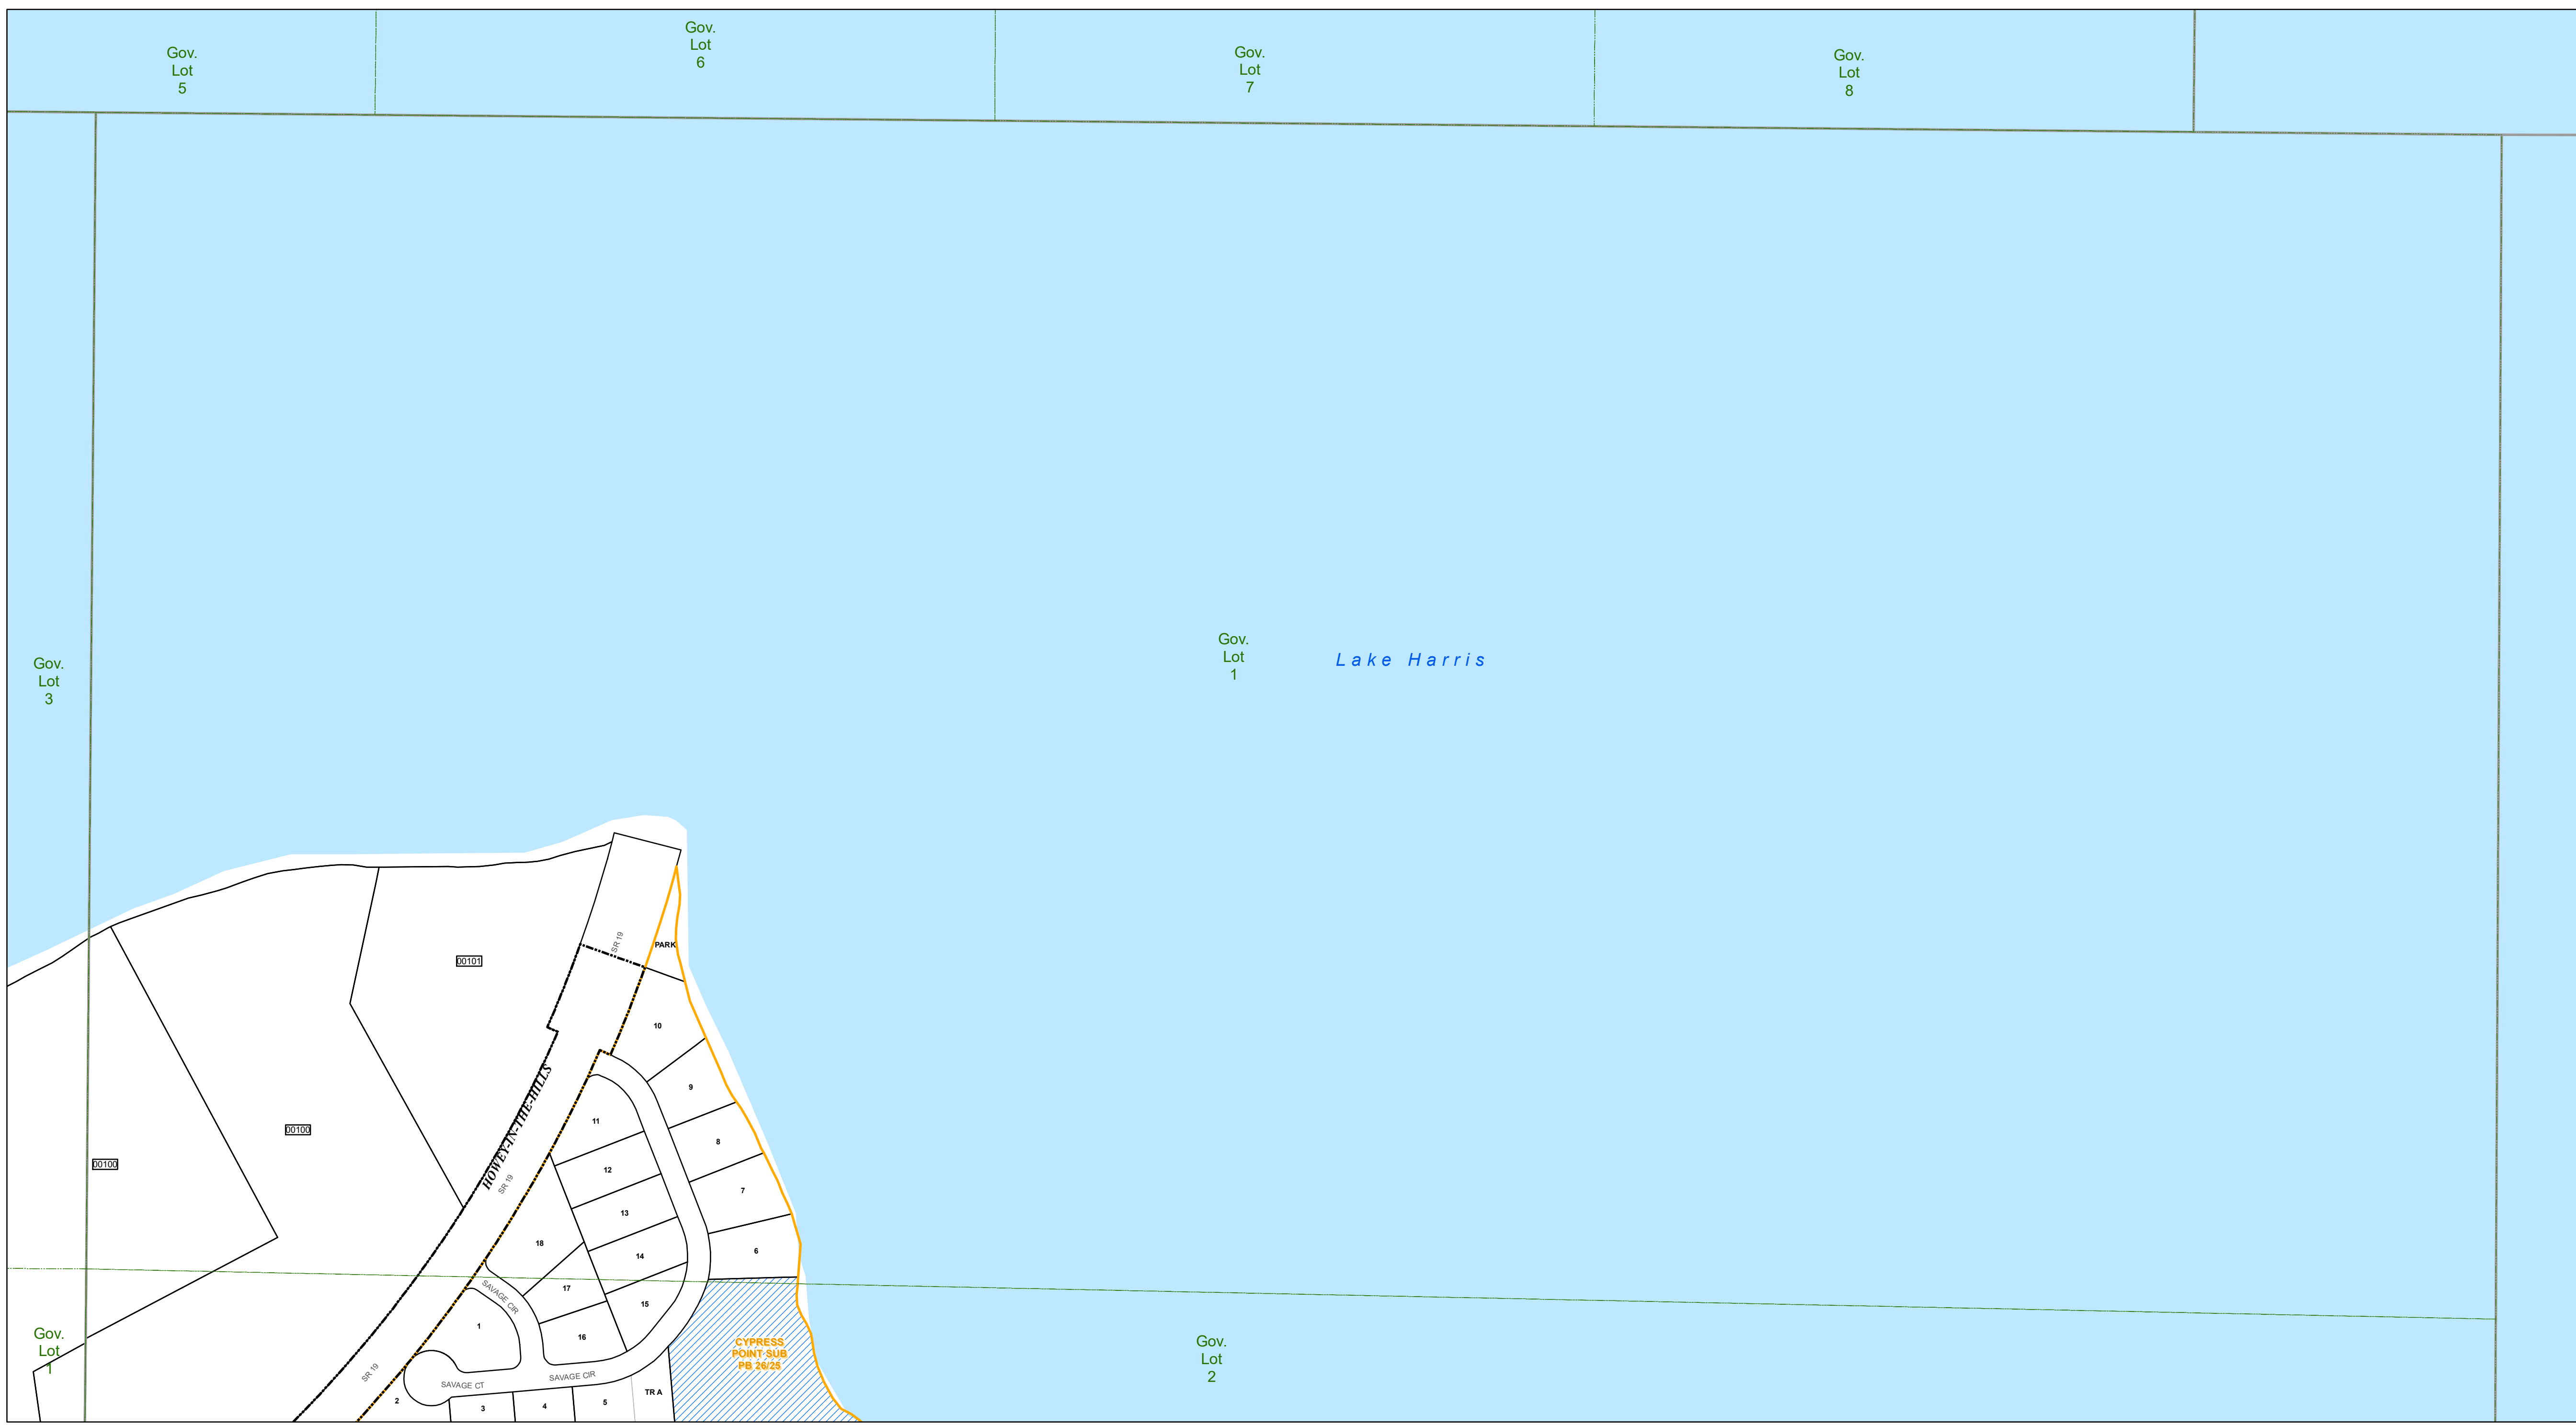 Gov.
Lot
5
Gov.
Lot
6
Gov.
Lot
7
Gov.
Lot
8
Gov.
Lot
3
Gov.
Lot
1
Lake Harris
SR 19
PARK
00101
10
HOWEY-IN-THE-HILLS
9
11
8
00100
00100
12
SR 19
7
13
18
14
6
SAVAGE CIR
17
15
1
16
CYPRESS
POINT SUB
PB 26/25
Gov.
Lot
1
Gov.
Lot
2
SR 19
SAVAGE CT
SAVAGE CIR
TR A
2
3
4
5